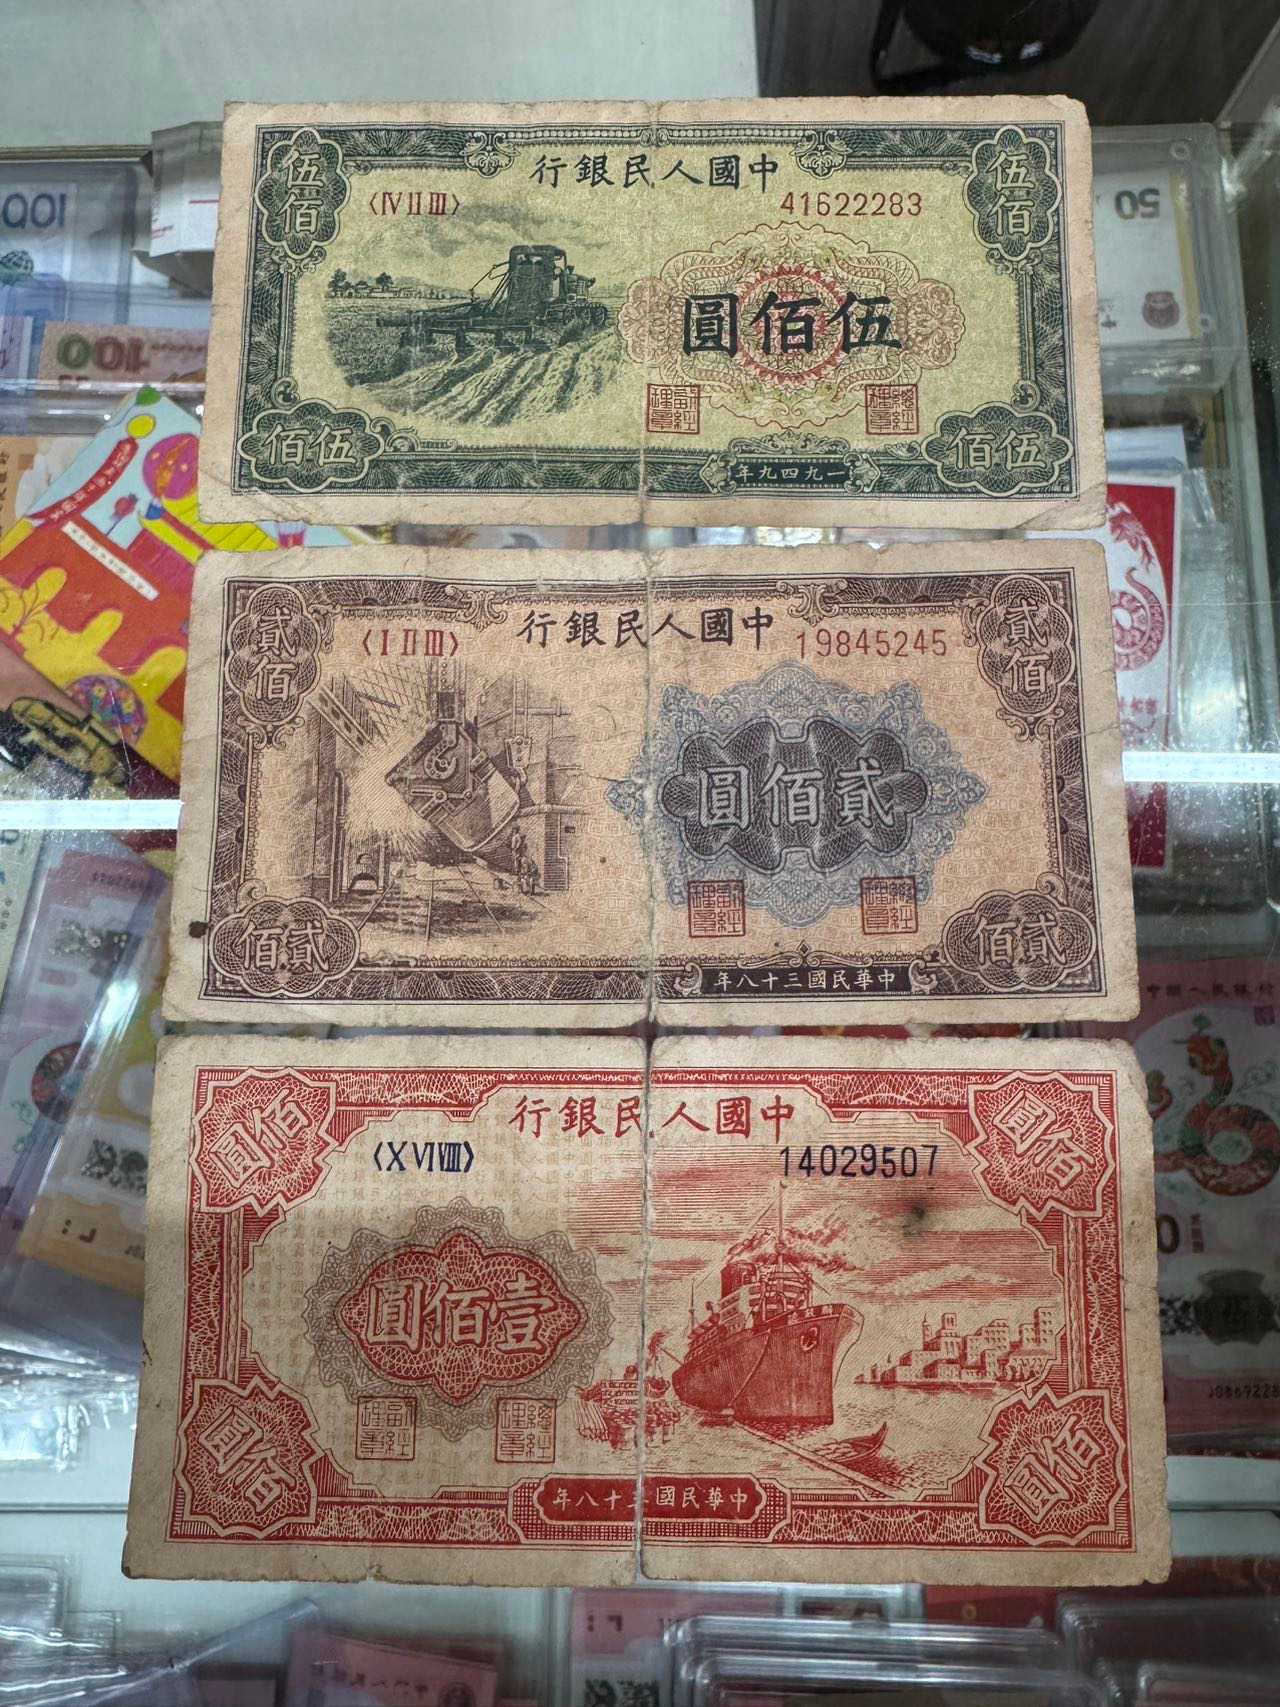 中國人民銀行
〈IV II III〉
41622283
伍佰
伍佰
伍佰圓
副經理章
總經理章
伍佰
伍佰
一九四九年
中國人民銀行
〈I II III〉
19845245
貳佰
貳佰
貳佰圓
副經理章
總經理章
貳佰
貳佰
中華民國三十八年
中國人民銀行
〈X VI VIII〉
14029507
佰圓
佰圓
壹佰圓
副經理章
總經理章
佰圓
佰圓
中華民國三十八年
100
100
50